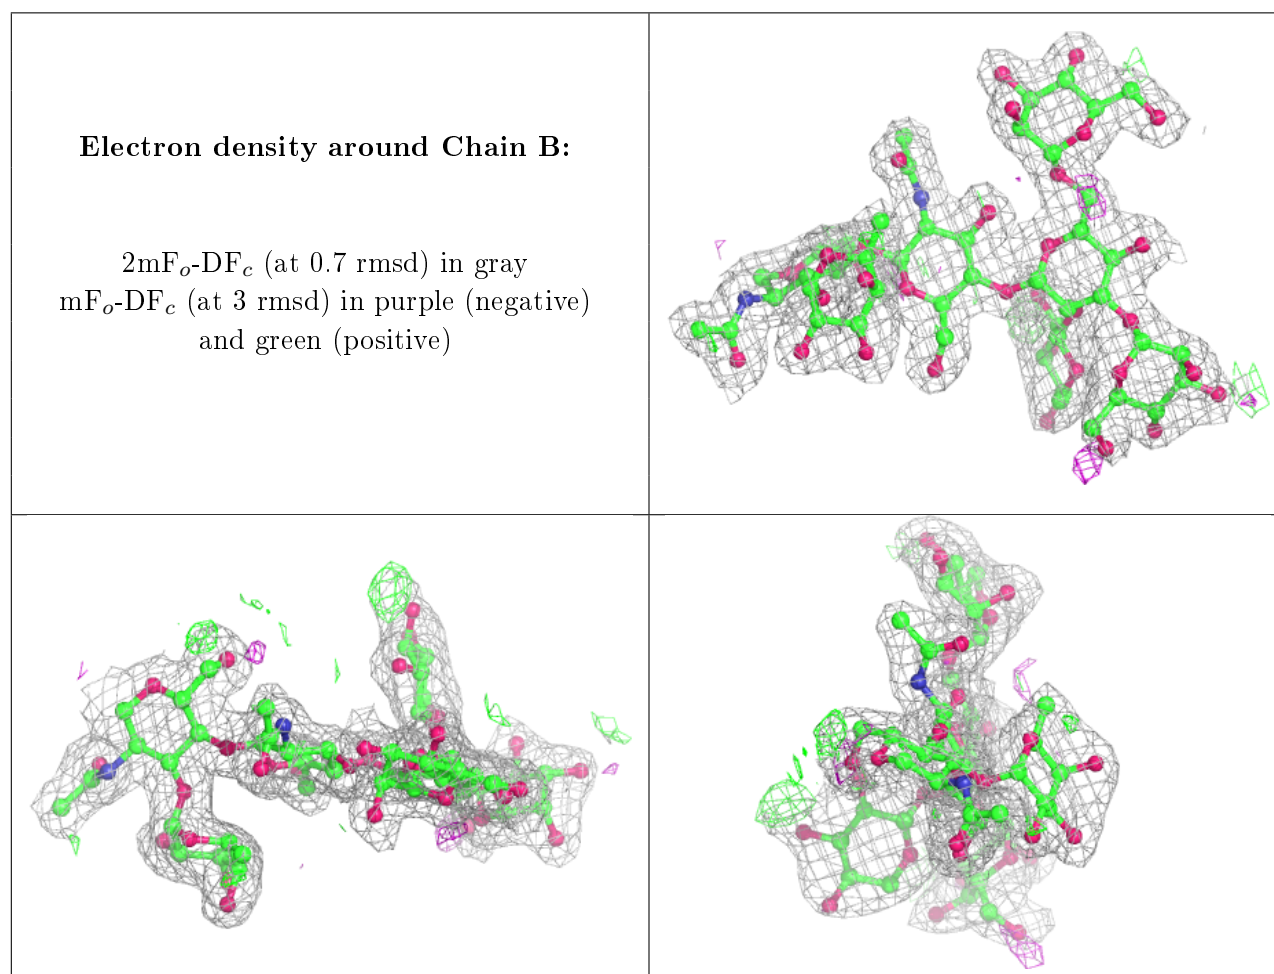 Electron density around Chain B:
2mFo-DFc (at 0.7 rmsd) in gray
mFo-DFc (at 3 rmsd) in purple (negative)
and green (positive)